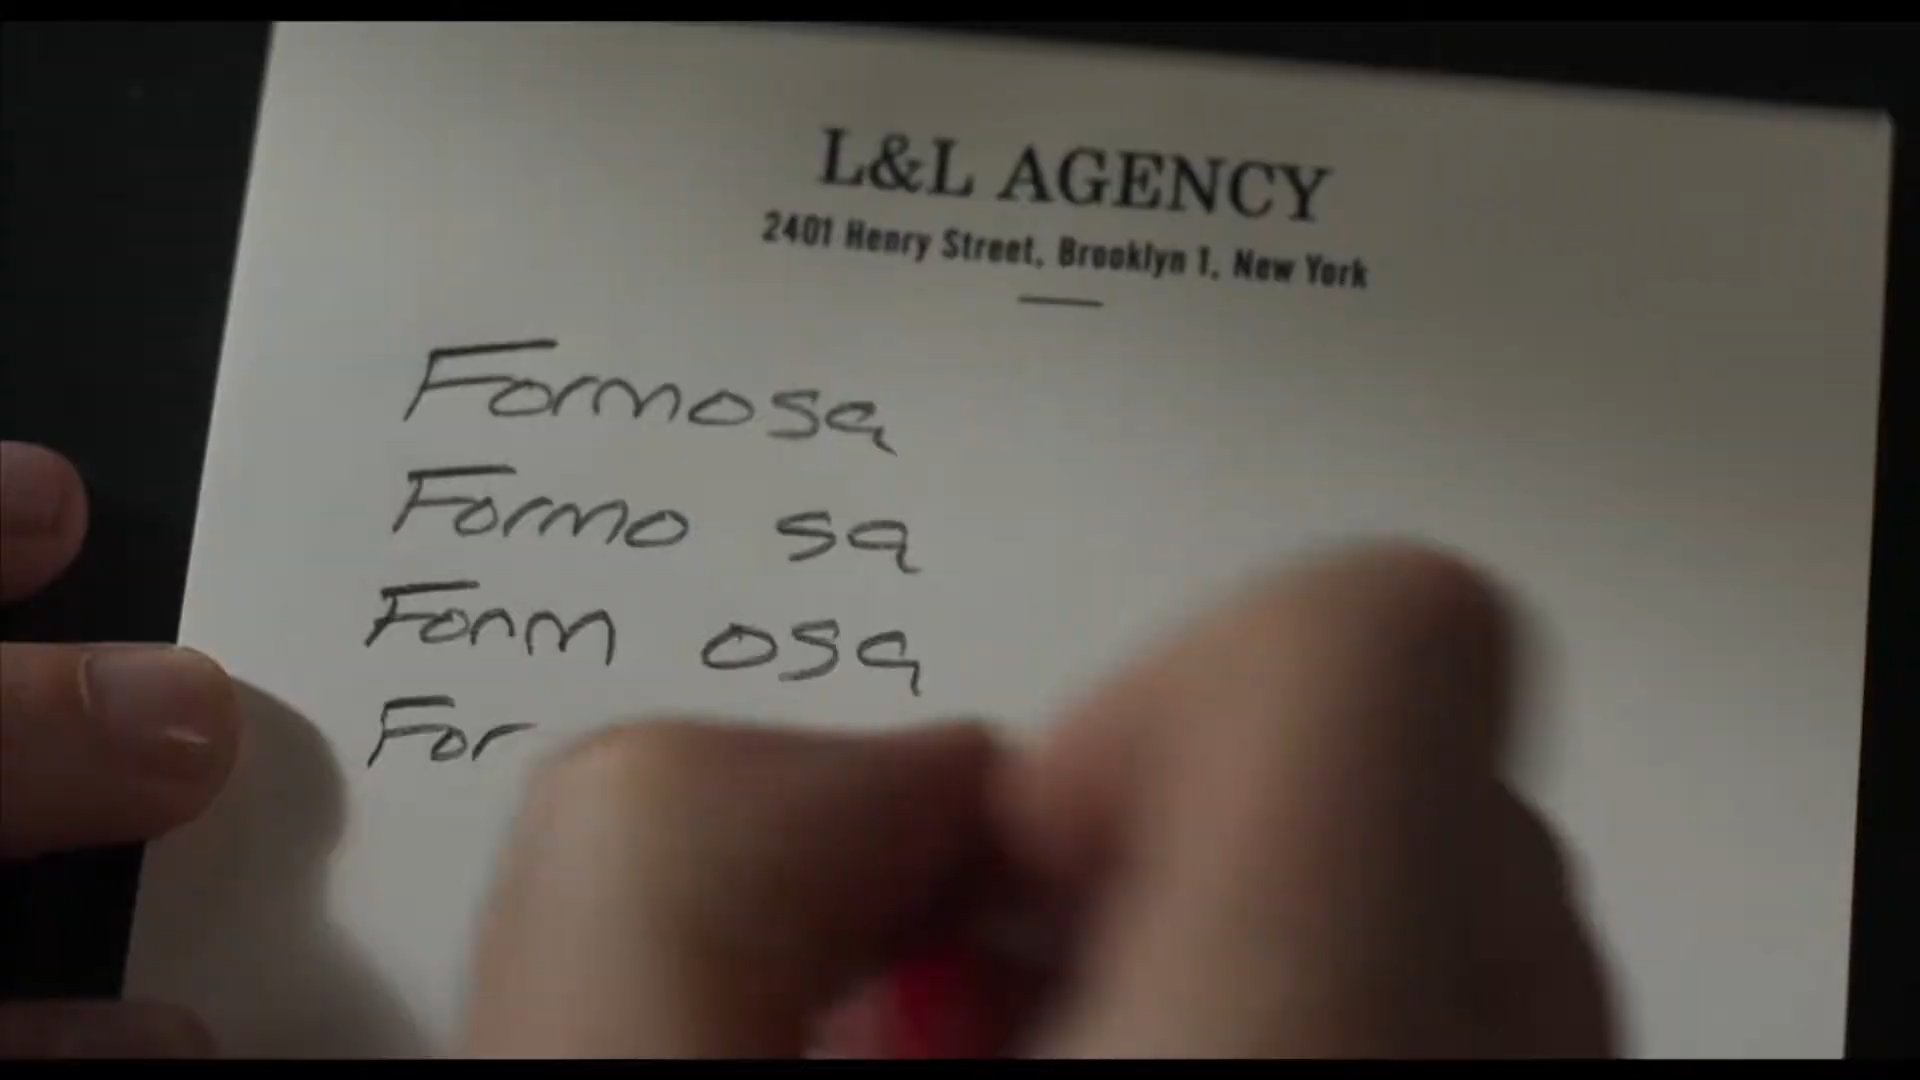 L&L AGENCY
2401 Henry Street, Brooklyn 1, New York
Formosa
Formo sa
Form osa
For